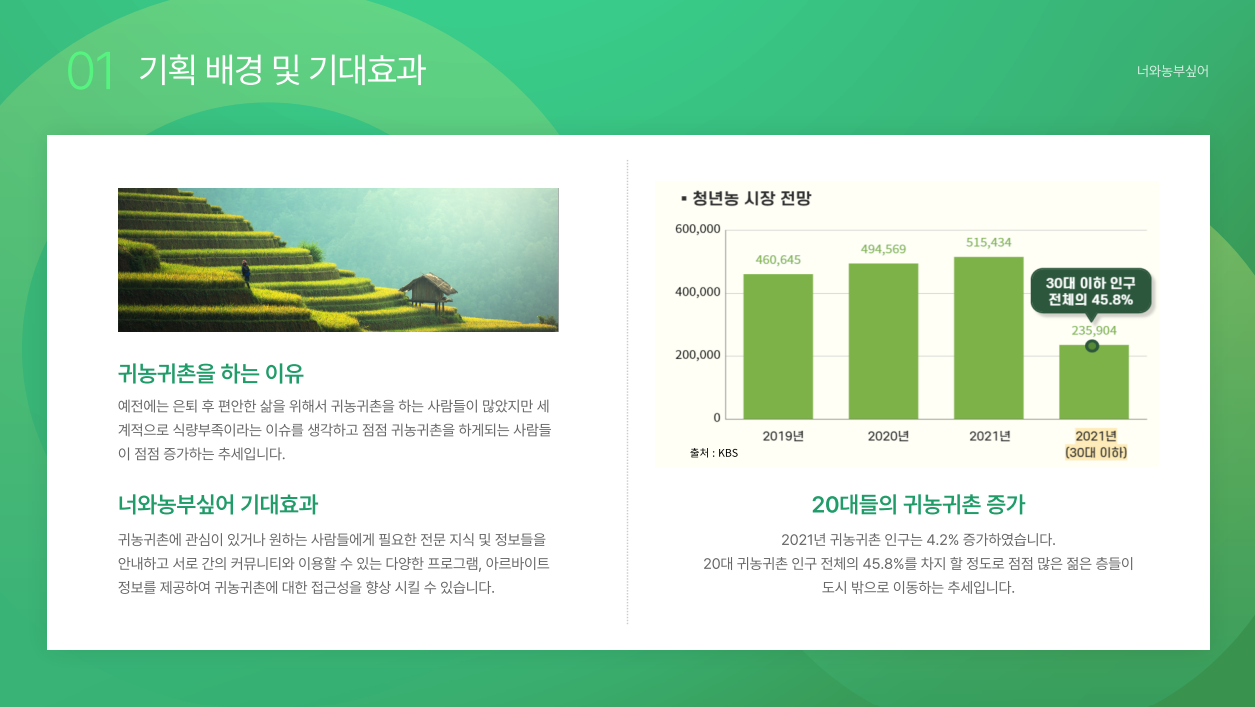 01 기획 배경 및 기대효과
너와농부싶어
귀농귀촌을 하는 이유
예전에는 은퇴 후 편안한 삶을 위해서 귀농귀촌을 하는 사람들이 많았지만 세
계적으로 식량부족이라는 이슈를 생각하고 점점 귀농귀촌을 하게되는 사람들
이 점점 증가하는 추세입니다.
너와농부싶어 기대효과
귀농귀촌에 관심이 있거나 원하는 사람들에게 필요한 전문 지식 및 정보들을
안내하고 서로 간의 커뮤니티와 이용할 수 있는 다양한 프로그램, 아르바이트
정보를 제공하여 귀농귀촌에 대한 접근성을 향상 시킬 수 있습니다.
▪ 청년농 시장 전망
600,000
400,000
200,000
0
460,645
494,569
515,434
30대 이하 인구
전체의 45.8%
235,904
2019년
2020년
2021년
2021년
(30대 이하)
출처 : KBS
20대들의 귀농귀촌 증가
2021년 귀농귀촌 인구는 4.2% 증가하였습니다.
20대 귀농귀촌 인구 전체의 45.8%를 차지 할 정도로 점점 많은 젊은 층들이
도시 밖으로 이동하는 추세입니다.